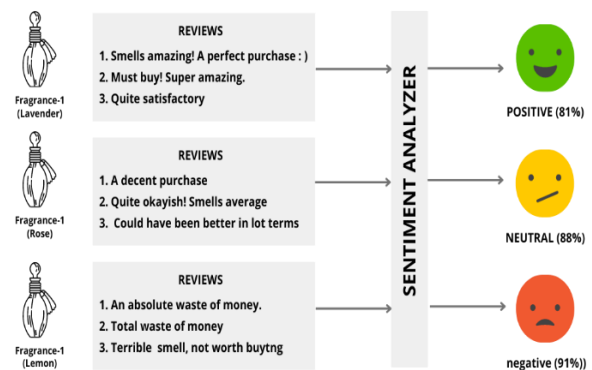 REVIEWS
1. Smells amazing! A perfect purchase : )
2. Must buy! Super amazing.
3. Quite satisfactory
Fragrance-1
(Lavender)
POSITIVE (81%)
REVIEWS
1. A decent purchase
2. Quite okayish! Smells average
3. Could have been better in lot terms
Fragrance-1
(Rose)
NEUTRAL (88%)
REVIEWS
1. An absolute waste of money.
2. Total waste of money
3. Terrible smell, not worth buytng
Fragrance-1
(Lemon)
negative (91%))
SENTIMENT ANALYZER